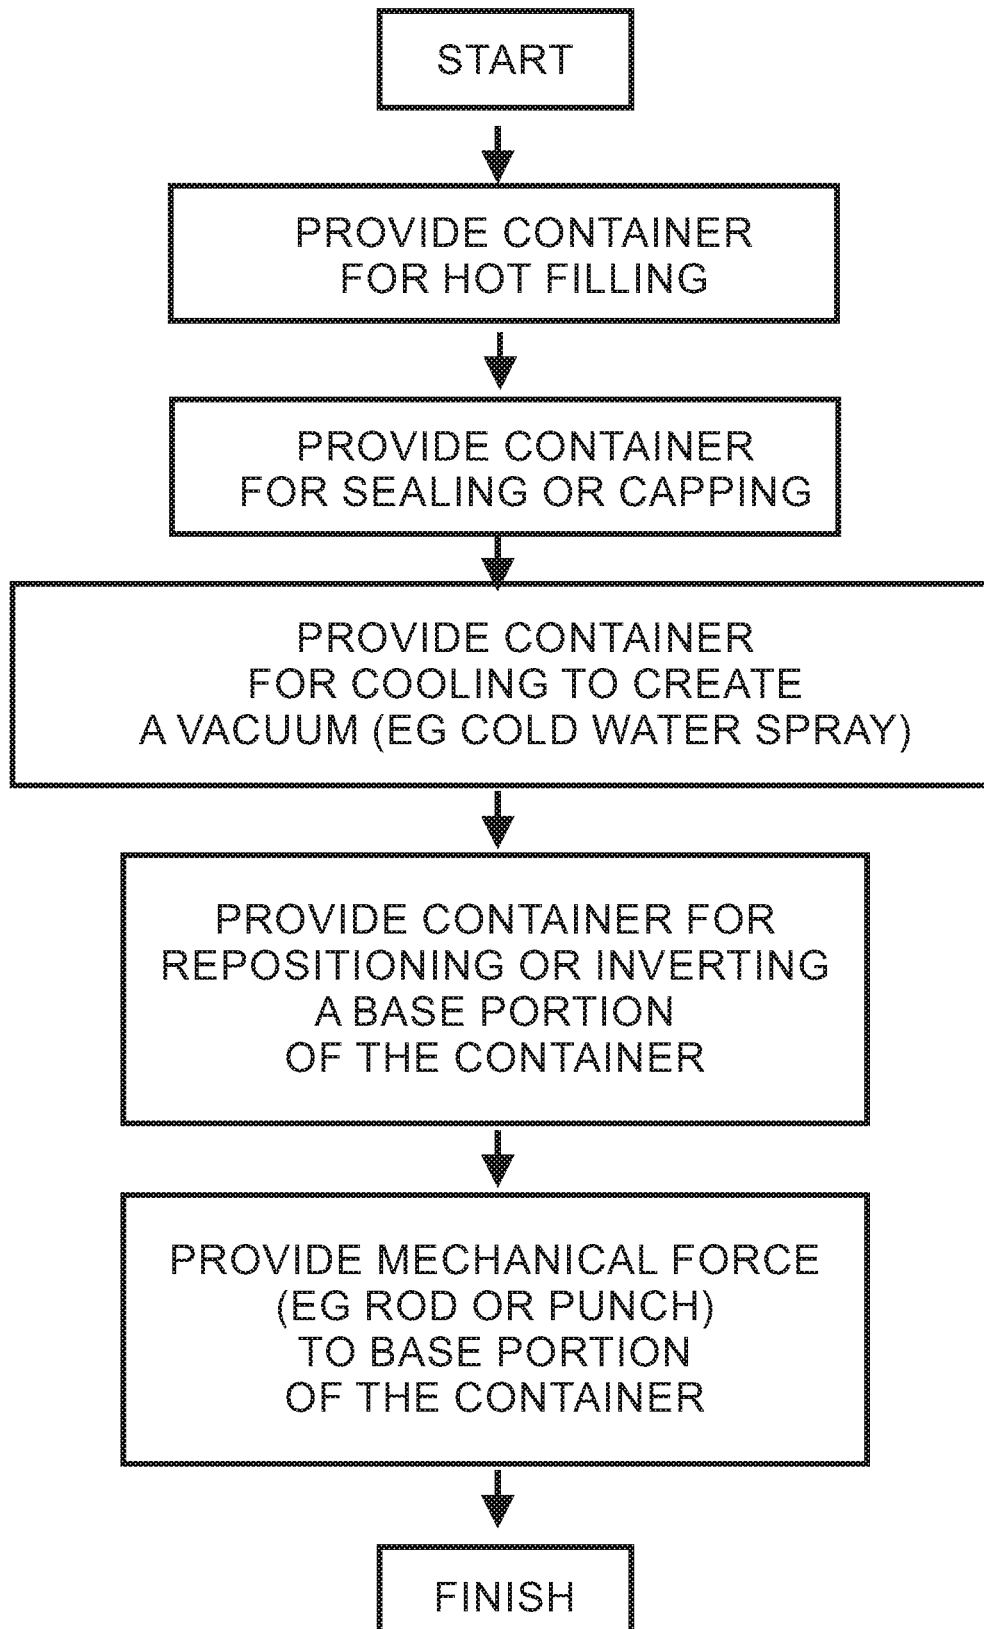 START
PROVIDE CONTAINER
FOR HOT FILLING
PROVIDE CONTAINER
FOR SEALING OR CAPPING
PROVIDE CONTAINER
FOR COOLING TO CREATE
A VACUUM (EG COLD WATER SPRAY)
PROVIDE CONTAINER FOR
REPOSITIONING OR INVERTING
A BASE PORTION
OF THE CONTAINER
PROVIDE MECHANICAL FORCE
(EG ROD OR PUNCH)
TO BASE PORTION
OF THE CONTAINER
FINISH